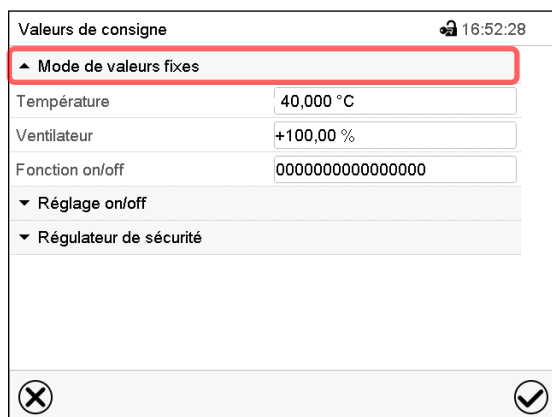 Valeurs de consigne 16:52:28
Mode de valeurs fixes
Température 40,000 °C
Ventilateur +100,00 %
Fonction on/off 0000000000000000
Réglage on/off
Régulateur de sécurité